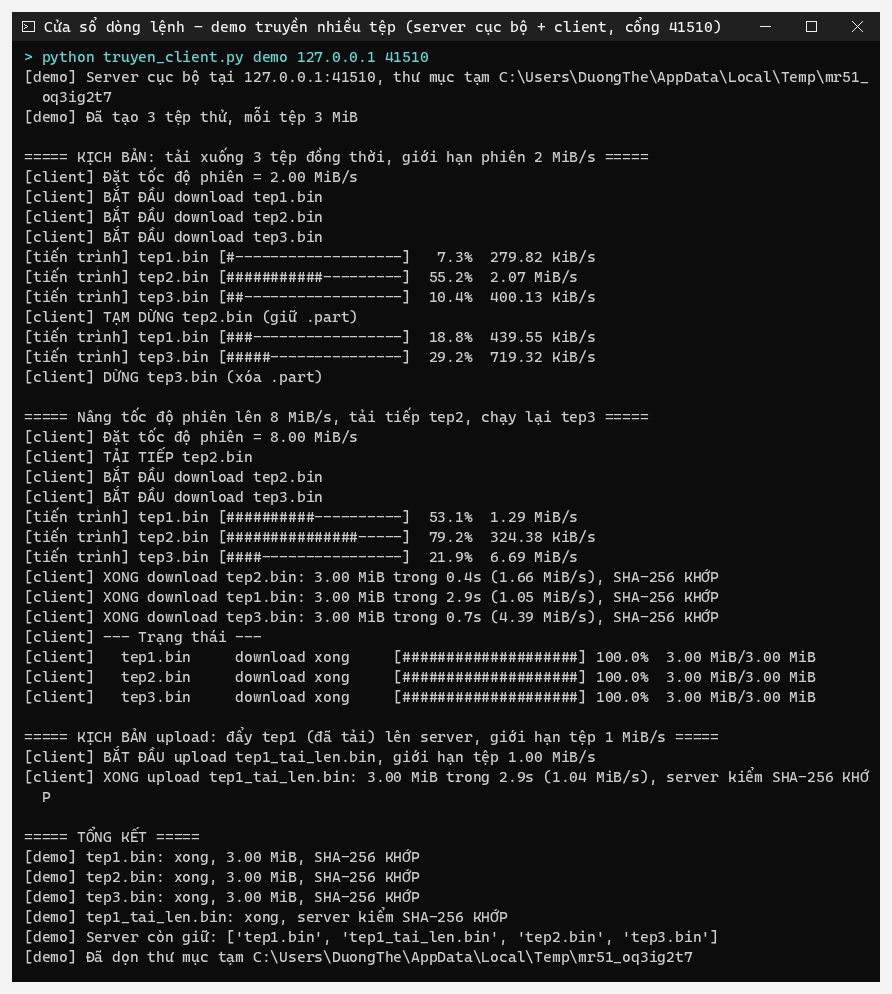 Cửa sổ dòng lệnh — demo truyền nhiều tệp (server cục bộ + client, cổng 41510)
> python truyen_client.py demo 127.0.0.1 41510
[demo] Server cục bộ tại 127.0.0.1:41510, thư mục tạm C:\Users\DuongThe\AppData\Local\Temp\mr51_
oq3ig2t7
[demo] Đã tạo 3 tệp thử, mỗi tệp 3 MiB
===== KỊCH BẢN: tải xuống 3 tệp đồng thời, giới hạn phiên 2 MiB/s =====
[client] Đặt tốc độ phiên = 2.00 MiB/s
[client] BẮT ĐẦU download tep1.bin
[client] BẮT ĐẦU download tep2.bin
[client] BẮT ĐẦU download tep3.bin
[tiến trình] tep1.bin [#-------------------]   7.3%  279.82 KiB/s
[tiến trình] tep2.bin [###########---------]  55.2%  2.07 MiB/s
[tiến trình] tep3.bin [##------------------]  10.4%  400.13 KiB/s
[client] TẠM DỪNG tep2.bin (giữ .part)
[tiến trình] tep1.bin [###-----------------]  18.8%  439.55 KiB/s
[tiến trình] tep3.bin [#####---------------]  29.2%  719.32 KiB/s
[client] DỪNG tep3.bin (xóa .part)
===== Nâng tốc độ phiên lên 8 MiB/s, tải tiếp tep2, chạy lại tep3 =====
[client] Đặt tốc độ phiên = 8.00 MiB/s
[client] TẢI TIẾP tep2.bin
[client] BẮT ĐẦU download tep2.bin
[client] BẮT ĐẦU download tep3.bin
[tiến trình] tep1.bin [##########----------]  53.1%  1.29 MiB/s
[tiến trình] tep2.bin [###############-----]  79.2%  324.38 KiB/s
[tiến trình] tep3.bin [####----------------]  21.9%  6.69 MiB/s
[client] XONG download tep2.bin: 3.00 MiB trong 0.4s (1.66 MiB/s), SHA-256 KHỚP
[client] XONG download tep1.bin: 3.00 MiB trong 2.9s (1.05 MiB/s), SHA-256 KHỚP
[client] XONG download tep3.bin: 3.00 MiB trong 0.7s (4.39 MiB/s), SHA-256 KHỚP
[client] --- Trạng thái ---
[client]   tep1.bin     download xong     [####################] 100.0%  3.00 MiB/3.00 MiB
[client]   tep2.bin     download xong     [####################] 100.0%  3.00 MiB/3.00 MiB
[client]   tep3.bin     download xong     [####################] 100.0%  3.00 MiB/3.00 MiB
===== KỊCH BẢN upload: đẩy tep1 (đã tải) lên server, giới hạn tệp 1 MiB/s =====
[client] BẮT ĐẦU upload tep1_tai_len.bin, giới hạn tệp 1.00 MiB/s
[client] XONG upload tep1_tai_len.bin: 3.00 MiB trong 2.9s (1.04 MiB/s), server kiểm SHA-256 KHỚ
P
===== TỔNG KẾT =====
[demo] tep1.bin: xong, 3.00 MiB, SHA-256 KHỚP
[demo] tep2.bin: xong, 3.00 MiB, SHA-256 KHỚP
[demo] tep3.bin: xong, 3.00 MiB, SHA-256 KHỚP
[demo] tep1_tai_len.bin: xong, server kiểm SHA-256 KHỚP
[demo] Server còn giữ: ['tep1.bin', 'tep1_tai_len.bin', 'tep2.bin', 'tep3.bin']
[demo] Đã dọn thư mục tạm C:\Users\DuongThe\AppData\Local\Temp\mr51_oq3ig2t7